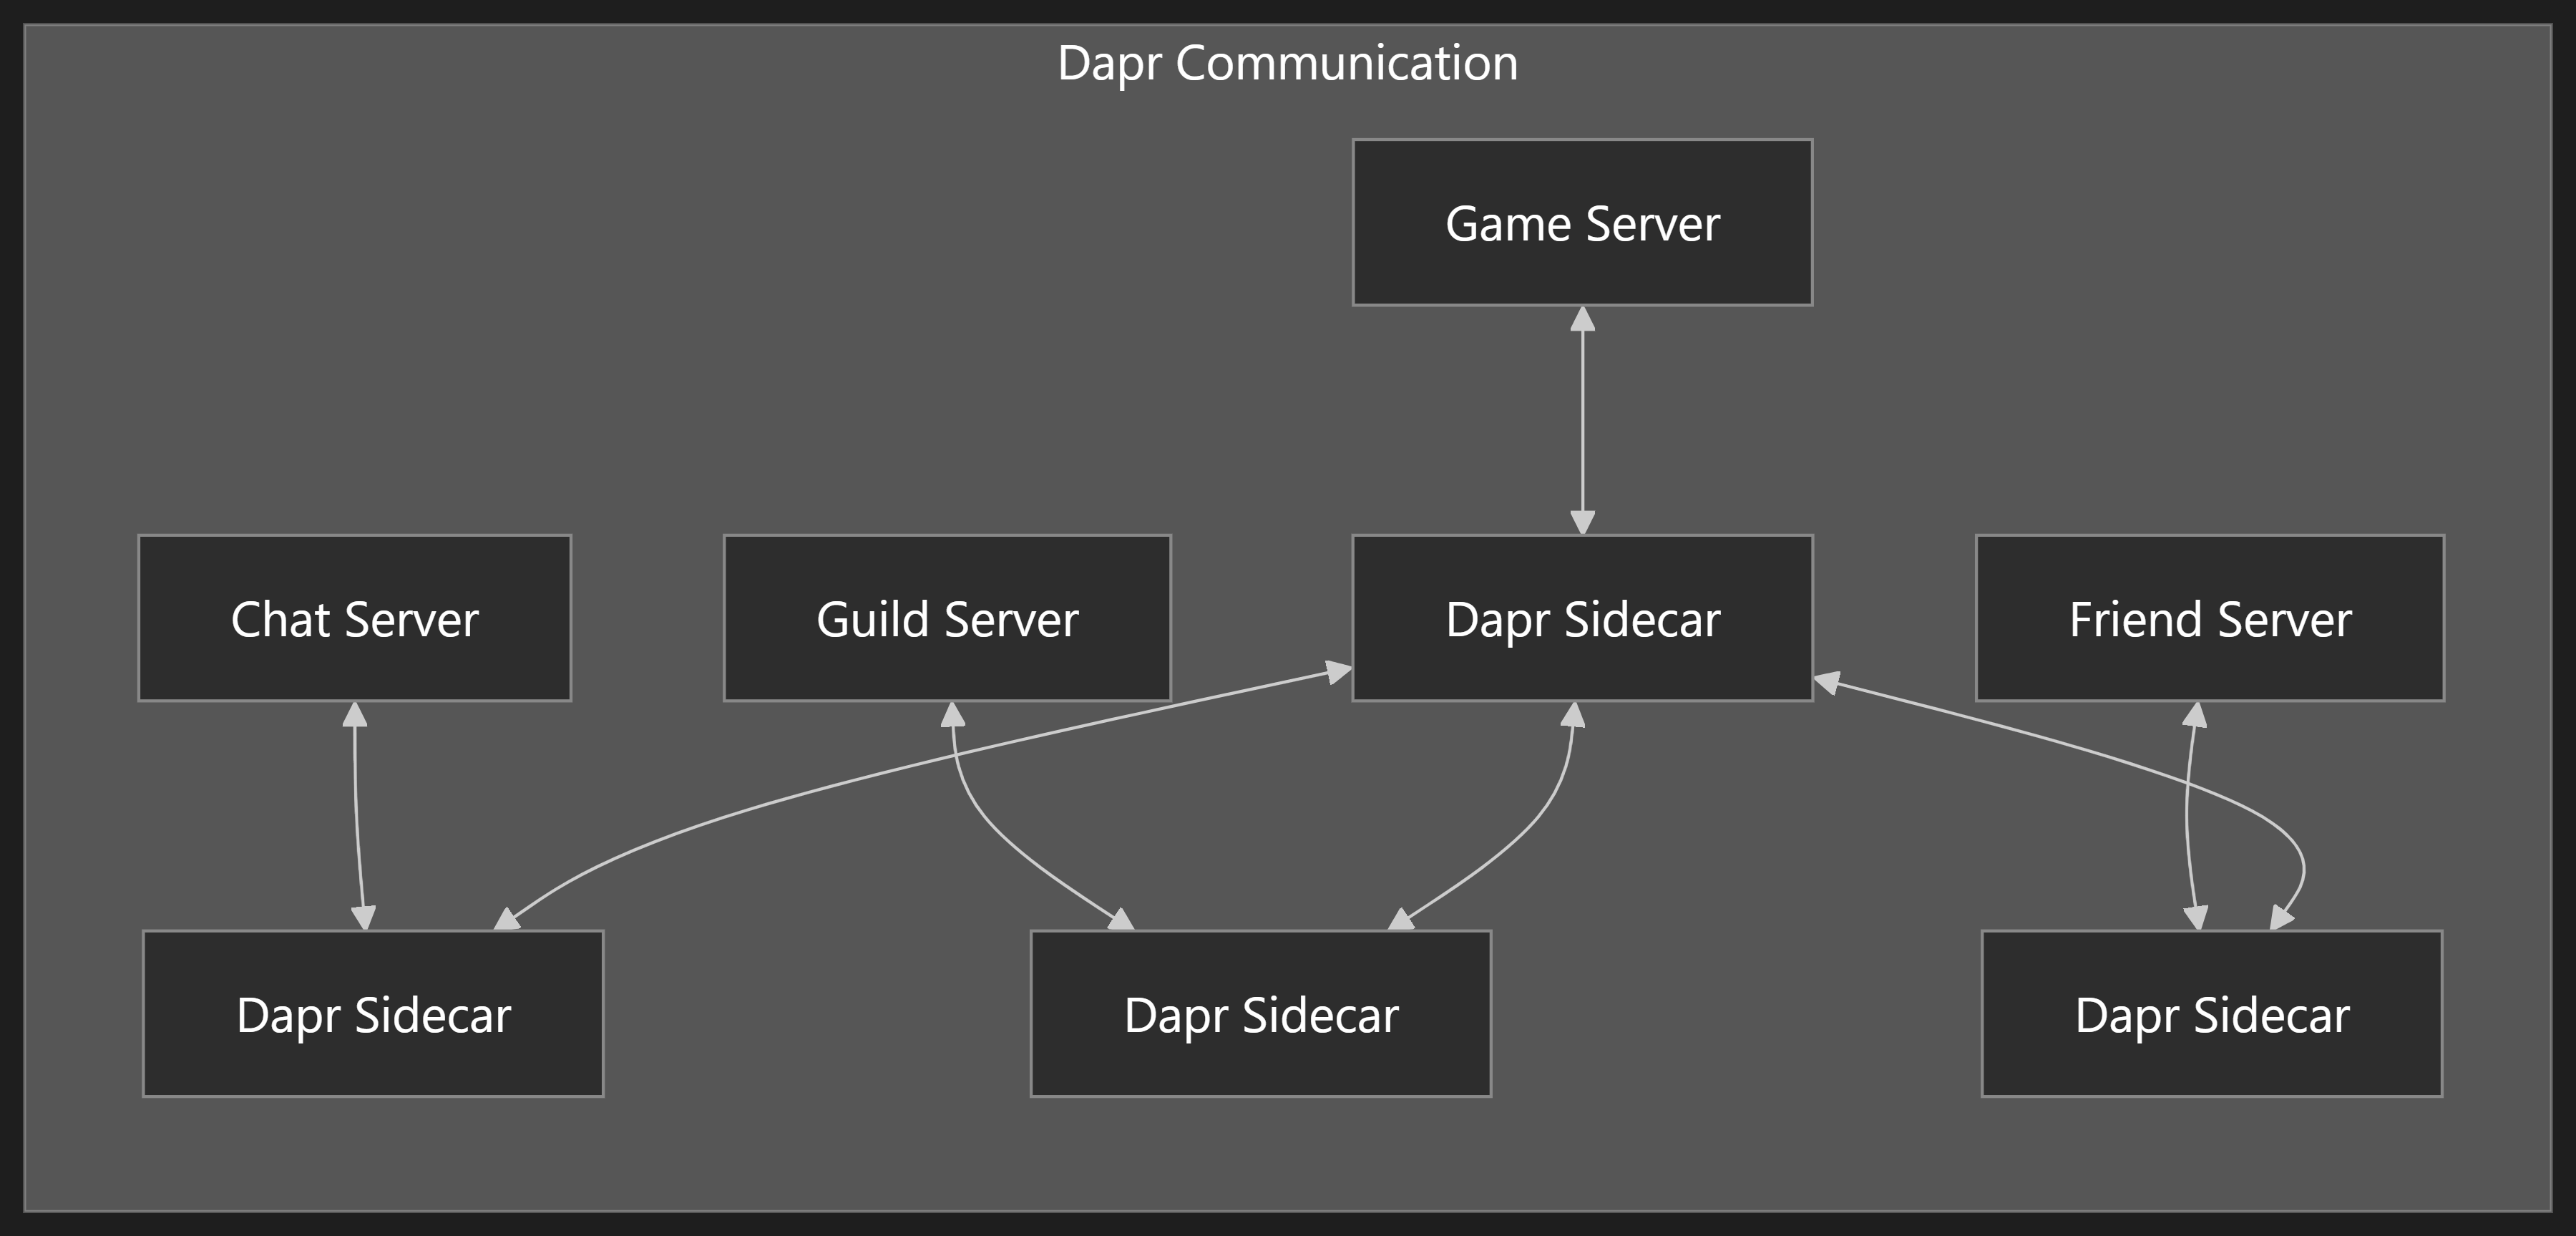 Dapr Communication
Game Server
Chat Server
Guild Server
Dapr Sidecar
Friend Server
Dapr Sidecar
Dapr Sidecar
Dapr Sidecar